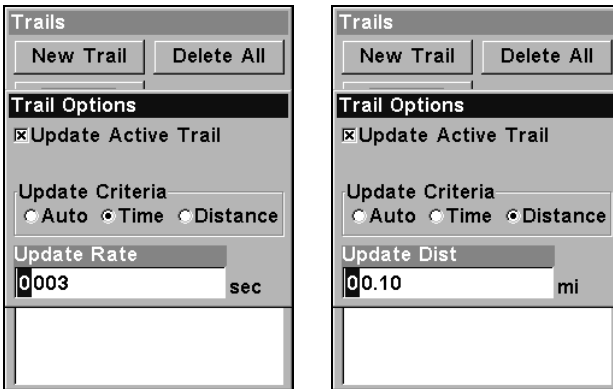 Trails
New Trail Delete All
Trail Options
Update Active Trail
Update Criteria
Auto Time Distance
Update Rate
0003 sec
Trails
New Trail Delete All
Trail Options
Update Active Trail
Update Criteria
Auto Time Distance
Update Dist
00.10 mi